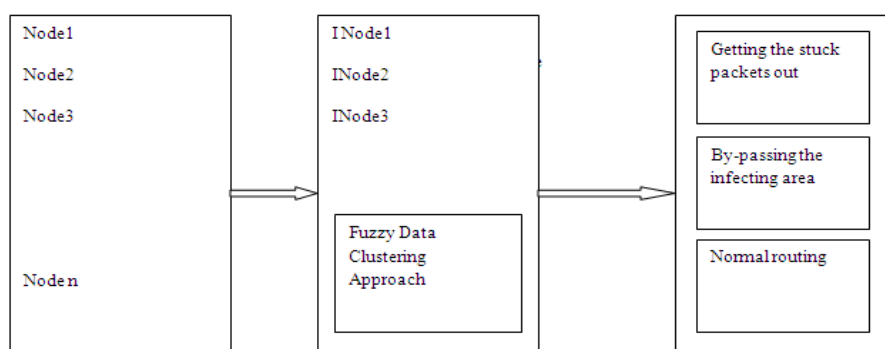 Node1
Node2
Node3
Node n
I Node1
INode2
INode3
Fuzzy Data
Clustering
Approach
Getting the stuck
packets out
By-passing the
infecting area
Normal routing